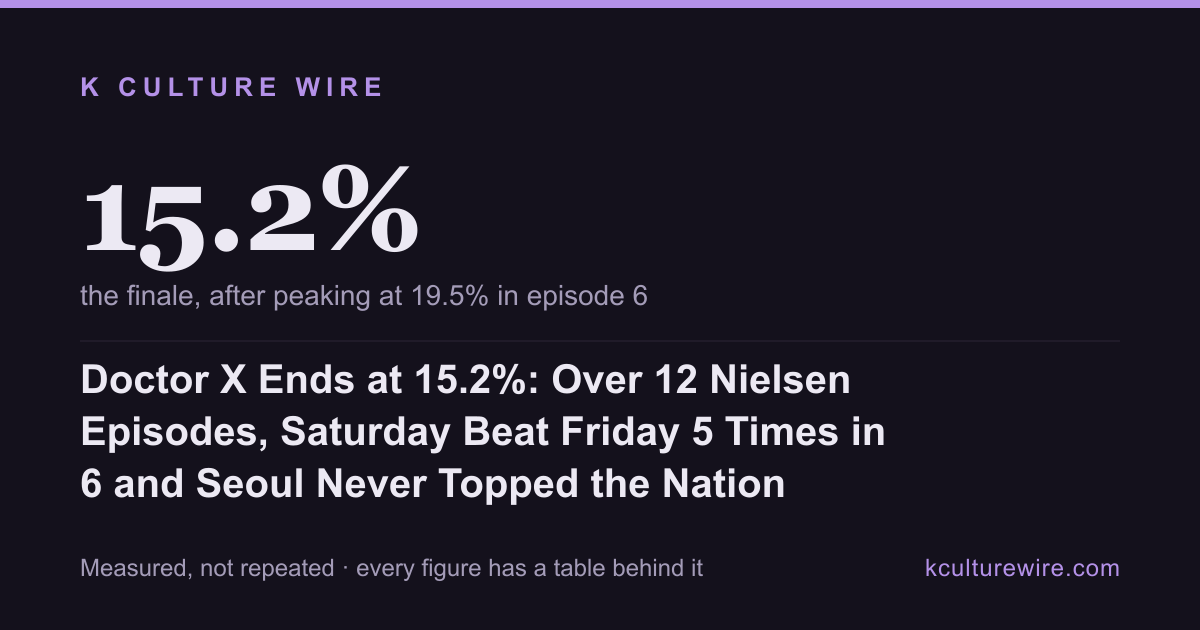 K CULTURE WIRE
15.2%
the finale, after peaking at 19.5% in episode 6
Doctor X Ends at 15.2%: Over 12 Nielsen
Episodes, Saturday Beat Friday 5 Times in
6 and Seoul Never Topped the Nation
Measured, not repeated · every figure has a table behind it
kculturewire.com